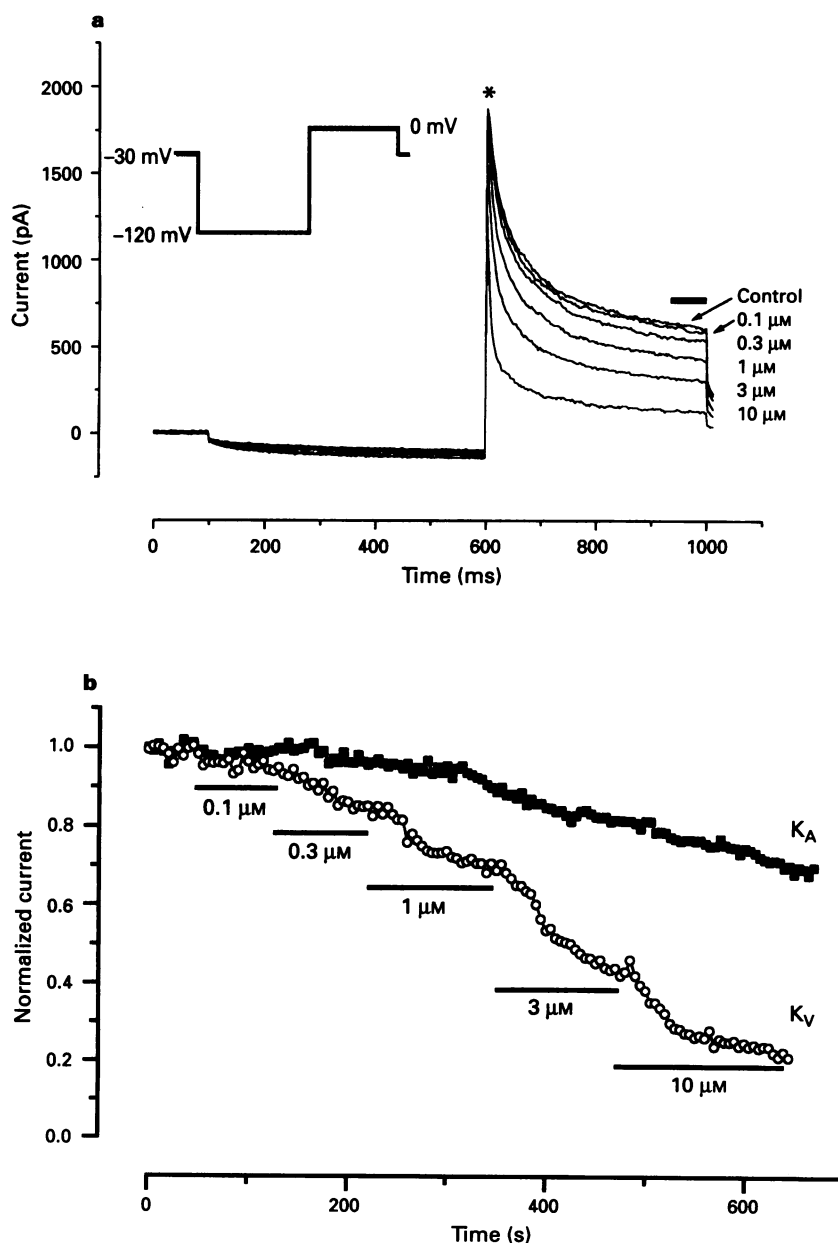 a
2000
1500
1000
500
0
Current (pA)
–30 mV
–120 mV
0 mV
*
Control
0.1 μM
0.3 μM
1 μM
3 μM
10 μM
0 200 400 600 800 1000
Time (ms)
b
1.0
0.8
0.6
0.4
0.2
0.0
Normalized current
0.1 μM
0.3 μM
1 μM
3 μM
10 μM
KA
KV
0 200 400 600
Time (s)